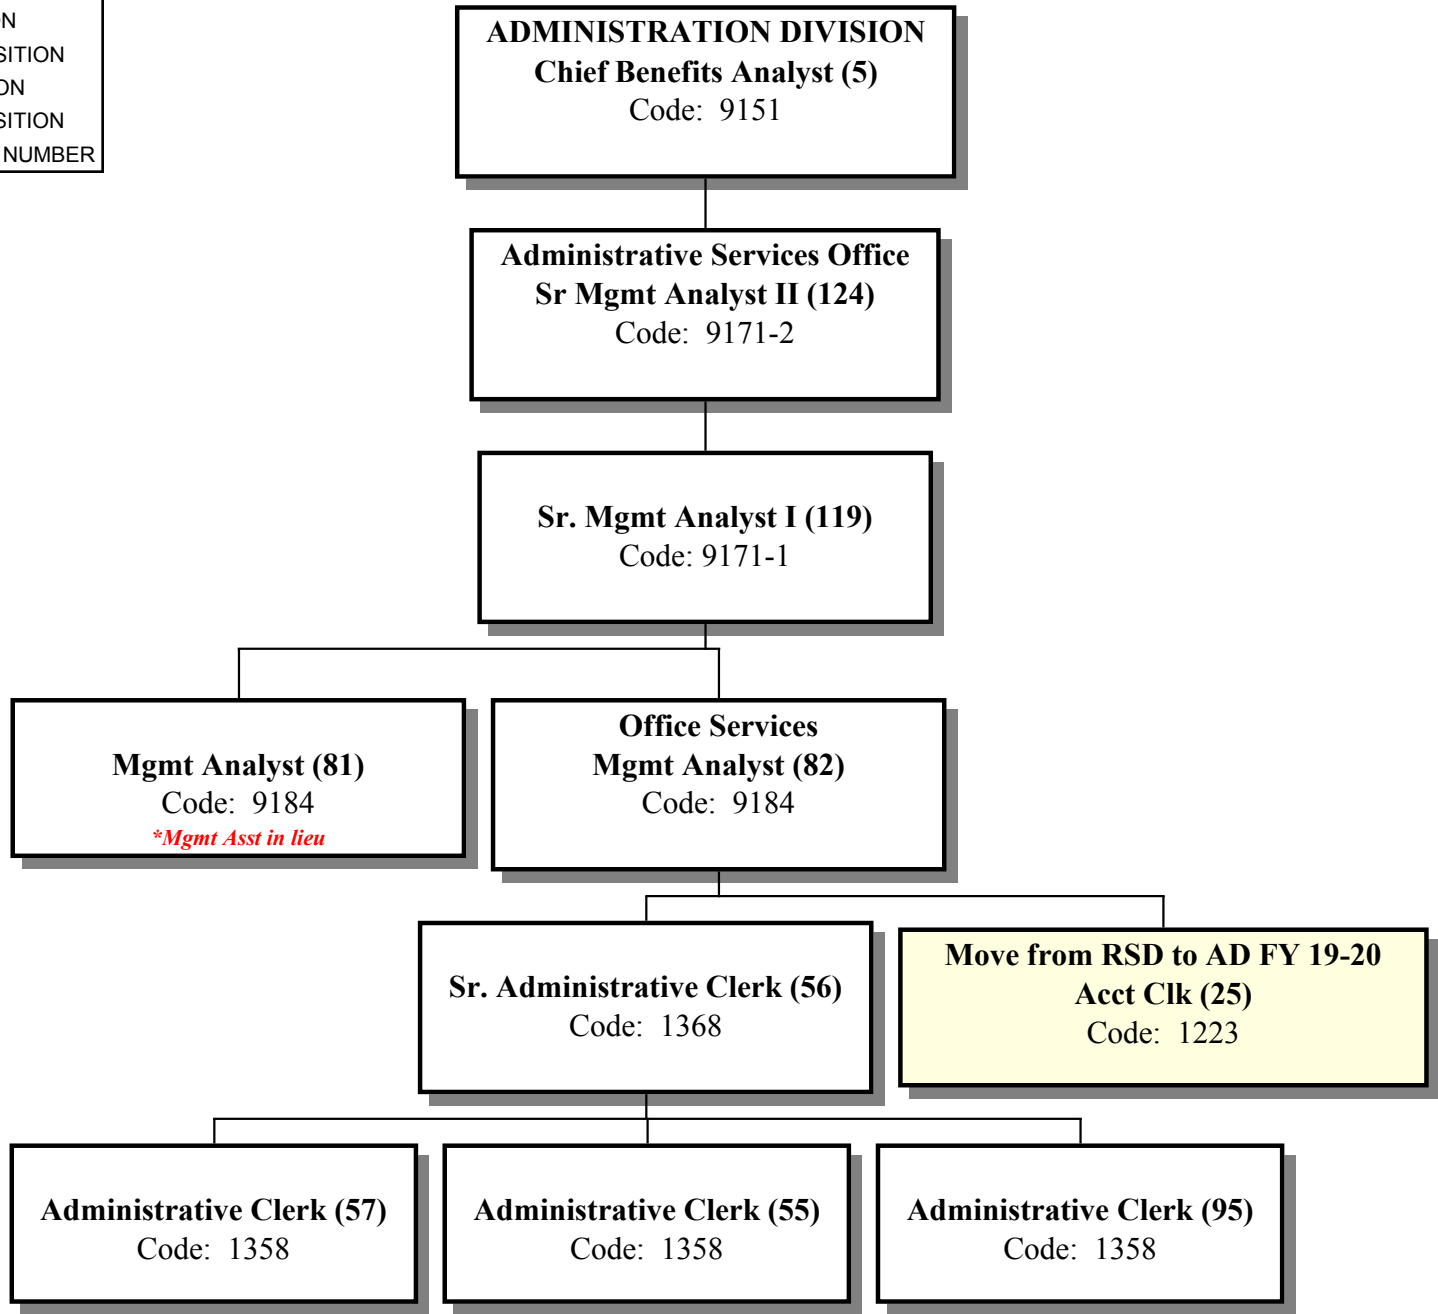 ON
SITION
ON
SITION
NUMBER
ADMINISTRATION DIVISION
Chief Benefits Analyst (5)
Code: 9151
Administrative Services Office
Sr Mgmt Analyst II (124)
Code: 9171-2
Sr. Mgmt Analyst I (119)
Code: 9171-1
Mgmt Analyst (81)
Code: 9184
*Mgmt Asst in lieu
Office Services
Mgmt Analyst (82)
Code: 9184
Sr. Administrative Clerk (56)
Code: 1368
Move from RSD to AD FY 19-20
Acct Clk (25)
Code: 1223
Administrative Clerk (57)
Code: 1358
Administrative Clerk (55)
Code: 1358
Administrative Clerk (95)
Code: 1358